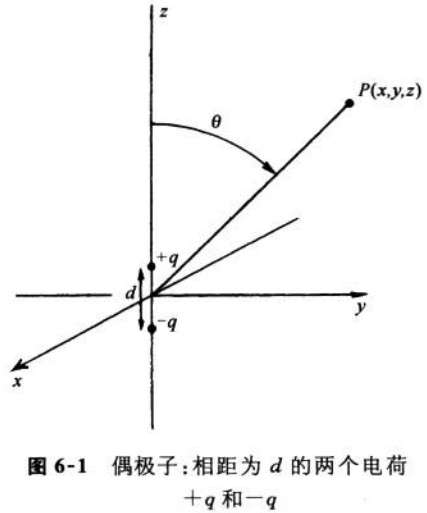 z
P(x,y,z)
θ
+q
d
-q
y
x
图 6-1 偶极子:相距为 d 的两个电荷
+q 和-q